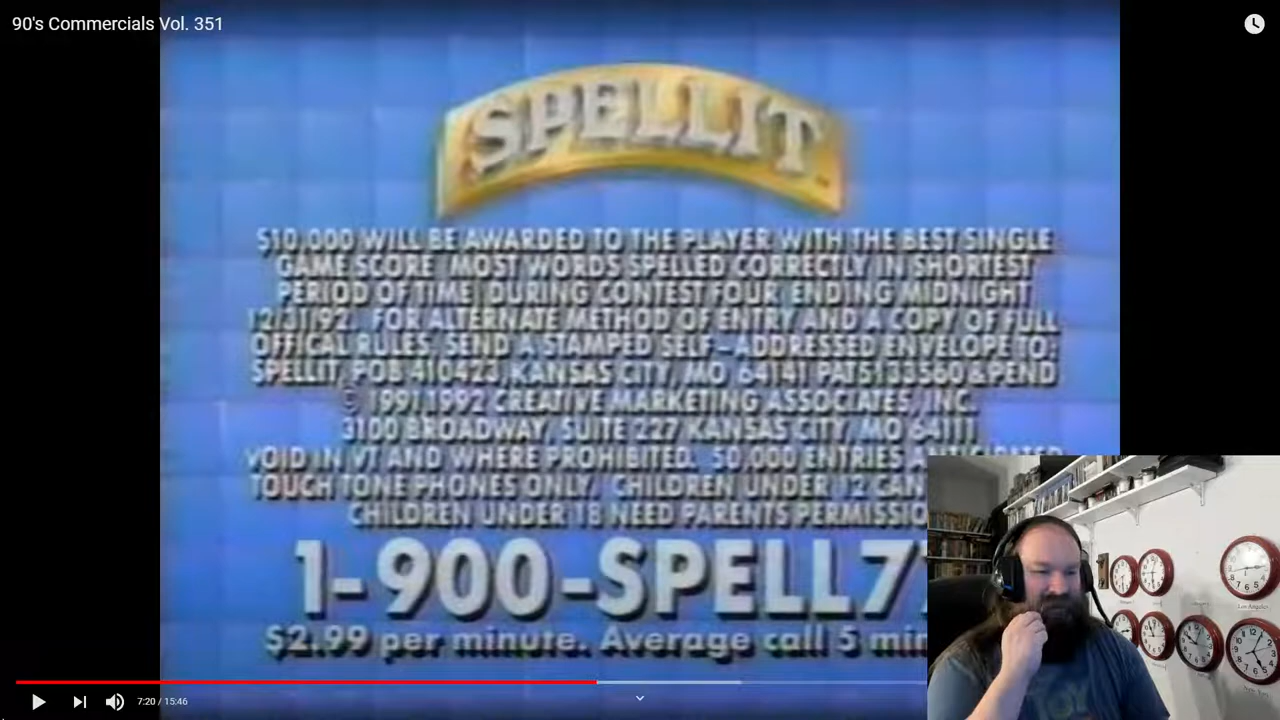 90's Commercials Vol. 351
SPELLIT
$10,000 WILL BE AWARDED TO THE PLAYER WITH THE BEST SINGLE
GAME SCORE (MOST WORDS SPELLED CORRECTLY IN SHORTEST
PERIOD OF TIME) DURING CONTEST FOUR, ENDING MIDNIGHT
12/31/92. FOR ALTERNATE METHOD OF ENTRY AND A COPY OF FULL
OFFICAL RULES, SEND A STAMPED SELF-ADDRESSED ENVELOPE TO:
SPELLIT, POB 410423, KANSAS CITY, MO 64141 PAT5133560 & PEND
© 1991,1992 CREATIVE MARKETING ASSOCIATES, INC.
3100 BROADWAY, SUITE 227 KANSAS CITY, MO 64111
VOID IN VT AND WHERE PROHIBITED. 50,000 ENTRIES
TOUCH TONE PHONES ONLY. CHILDREN UNDER 12 CAN
CHILDREN UNDER 18 NEED PARENTS
1-900-SPELL7
$2.99 per minute. Average call 5
7:20 / 15:46
Los Angeles
New York